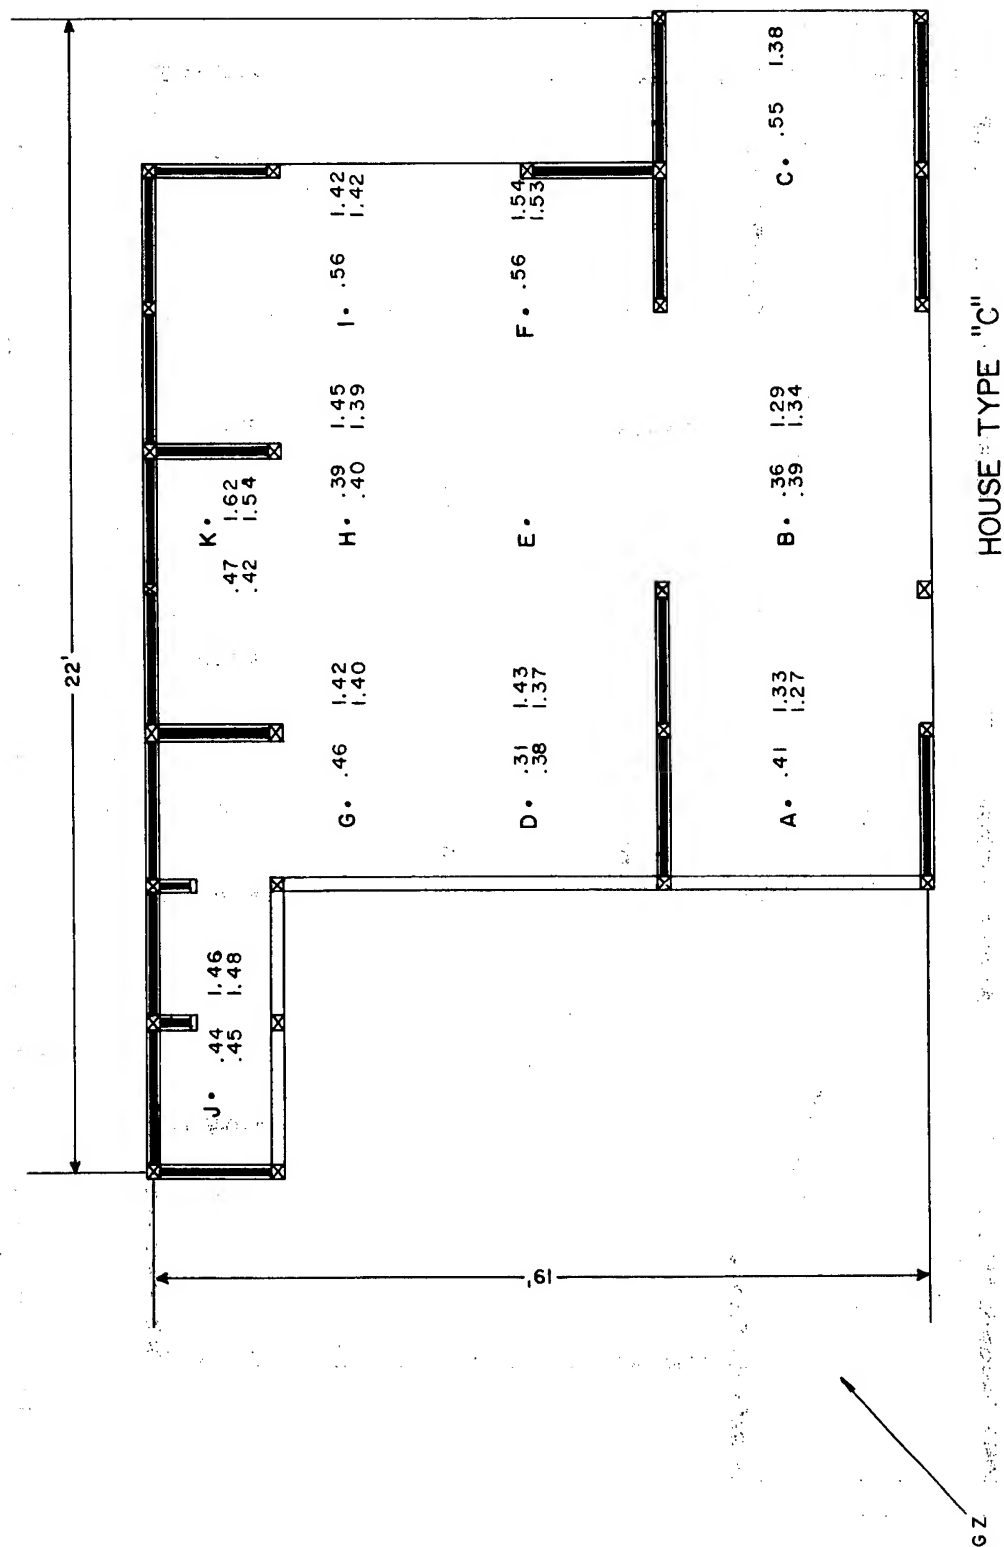 22'
J • .44 1.46
.45 1.48
K •
.47 1.62
.42 1.54
G • .46 1.42
1.40
H • .39 1.45
.40 1.39
I • .56 1.42
1.42
D • .31 1.43
.38 1.37
E •
F • .56 1.54
1.53
19'
A • .41 1.33
1.27
B • .36 1.29
.39 1.34
C • .55 1.38
GZ
HOUSE TYPE "C"